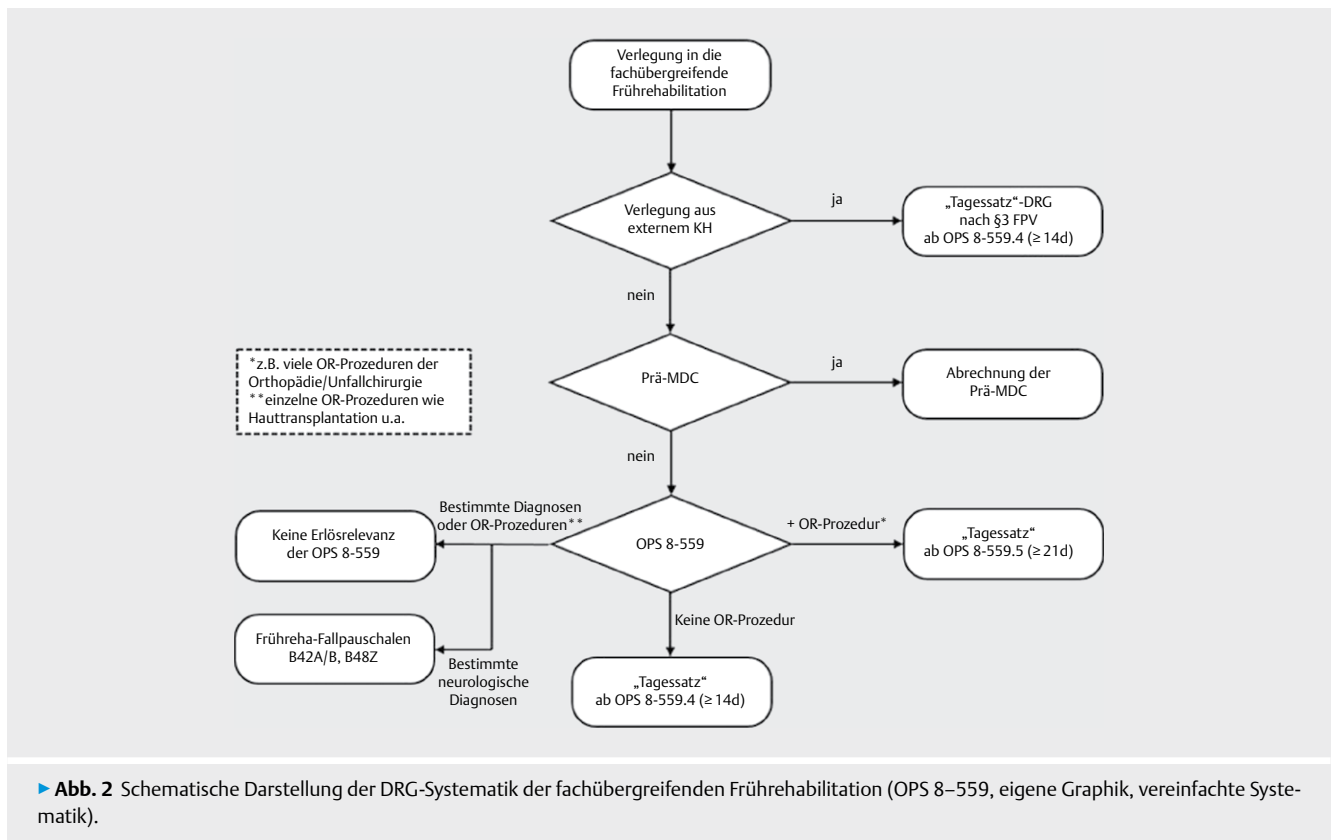 Verlegung in die
fachübergreifende
Frührehabilitation
Verlegung aus
externem KH
ja
„Tagessatz“-DRG
nach §3 FPV
ab OPS 8-559.4 (≥ 14d)
nein
*z.B. viele OR-Prozeduren der
Orthopädie/Unfallchirurgie
**einzelne OR-Prozeduren wie
Hauttransplantation u.a.
Prä-MDC
ja
Abrechnung der
Prä-MDC
nein
Keine Erlösrelevanz
der OPS 8-559
Bestimmte Diagnosen
oder OR-Prozeduren**
OPS 8-559
+ OR-Prozedur*
„Tagessatz“
ab OPS 8-559.5 (≥ 21d)
Keine OR-Prozedur
Frühreha-Fallpauschalen
B42A/B, B48Z
Bestimmte
neurologische
Diagnosen
„Tagessatz“
ab OPS 8-559.4 (≥ 14d)
▶ Abb. 2 Schematische Darstellung der DRG-Systematik der fachübergreifenden Frührehabilitation (OPS 8–559, eigene Graphik, vereinfachte Syste-
matik).